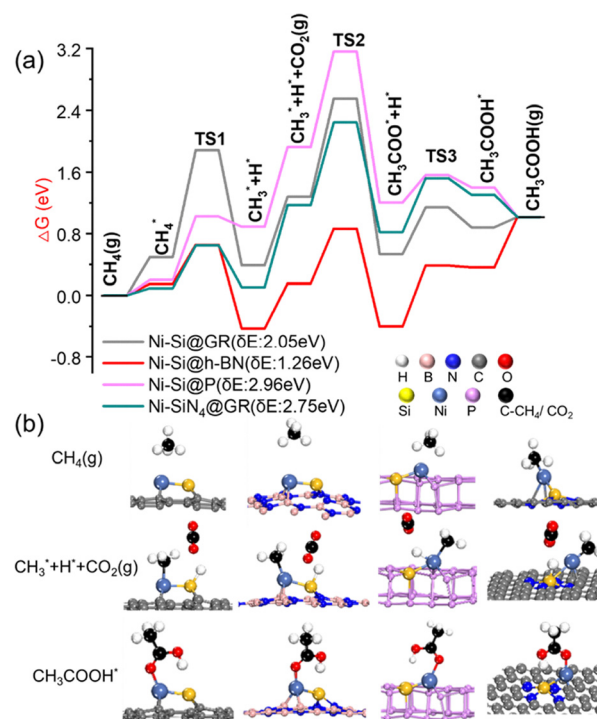 (a)
3.2
2.4
1.6
0.8
0.0
-0.8
ΔG (eV)
CH₄(g)
CH₄*
TS1
CH₃*+H*
CH₃*+H*+CO₂(g)
TS2
CH₃COO*+H*
TS3
CH₃COOH*
CH₃COOH(g)
Ni-Si@GR(δE:2.05eV)
Ni-Si@h-BN(δE:1.26eV)
Ni-Si@P(δE:2.96eV)
Ni-SiN₄@GR(δE:2.75eV)
H B N C O
Si Ni P C-CH₄/ CO₂
(b)
CH₄(g)
CH₃*+H*+CO₂(g)
CH₃COOH*